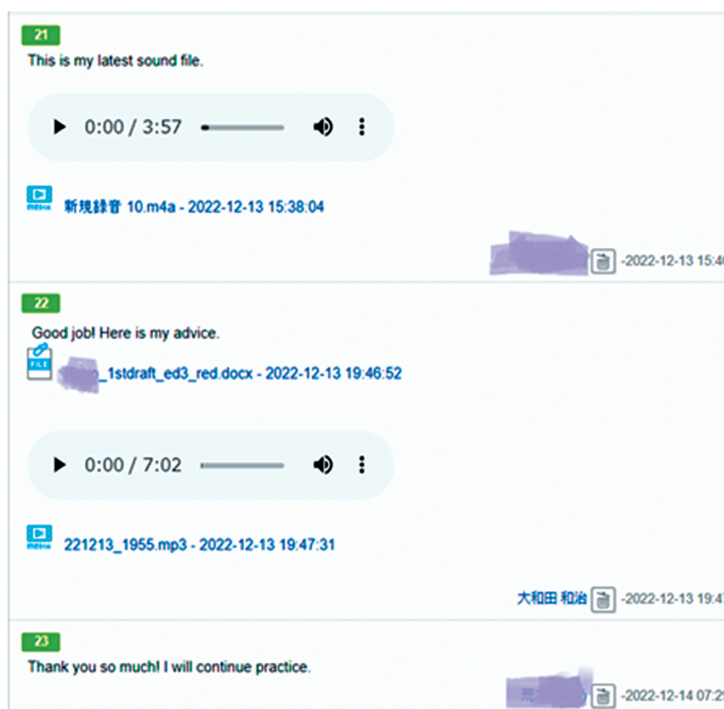 21
This is my latest sound file.
0:00 / 3:57
新規録音 10.m4a - 2022-12-13 15:38:04
-2022-12-13 15:4
22
Good job! Here is my advice.
FILE
_1stdraft_ed3_red.docx - 2022-12-13 19:46:52
0:00 / 7:02
221213_1955.mp3 - 2022-12-13 19:47:31
大和田 和治 -2022-12-13 19:4
23
Thank you so much! I will continue practice.
-2022-12-14 07:29